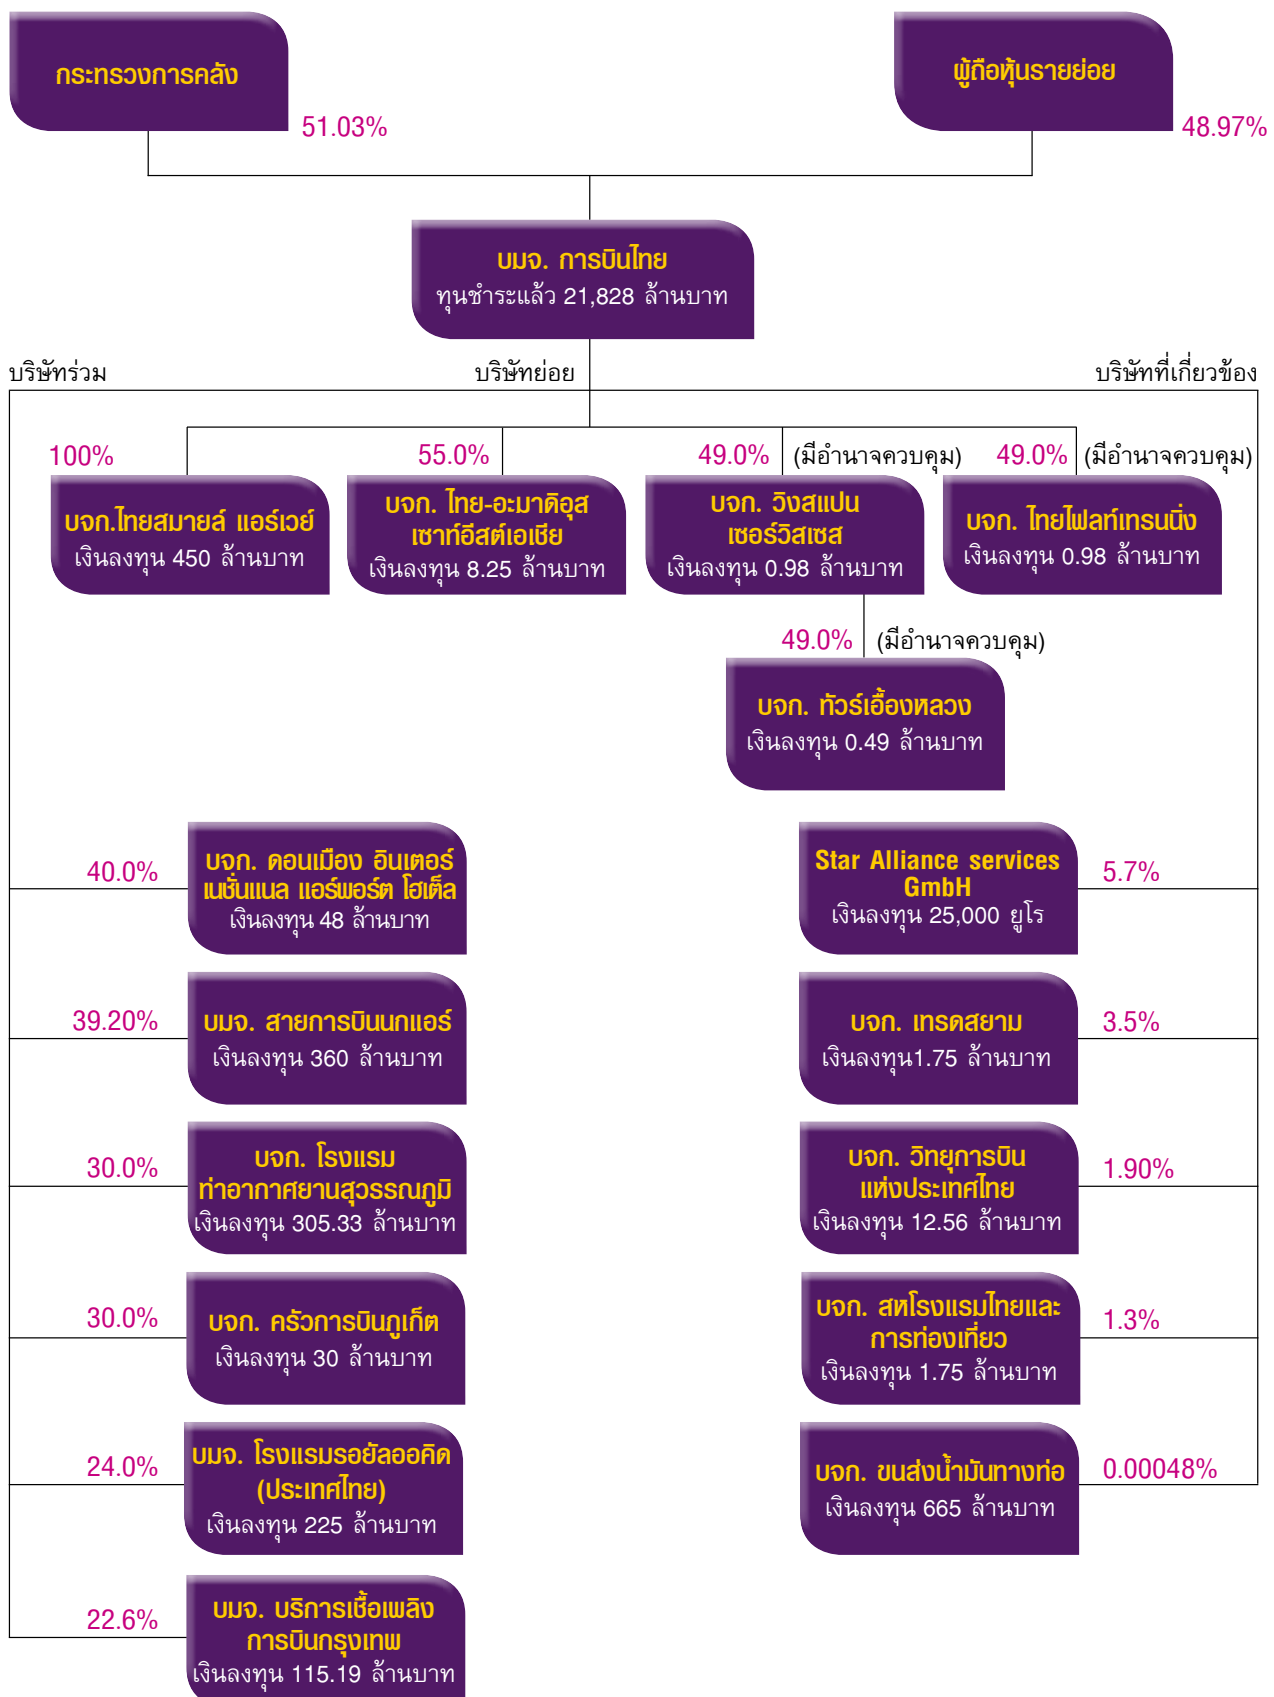 กระทรวงการคลัง
51.03%
ผู้ถือหุ้นรายย่อย
48.97%
บมจ. การบินไทย
ทุนชำระแล้ว 21,828 ล้านบาท
บริษัทร่วม
บริษัทย่อย
บริษัทที่เกี่ยวข้อง
100%
บจก.ไทยสมายล์ แอร์เวย์
เงินลงทุน 450 ล้านบาท
55.0%
บจก. ไทย-อะมาดิอุส
เซาท์อีสต์เอเชีย
เงินลงทุน 8.25 ล้านบาท
49.0% (มีอำนาจควบคุม)
บจก. วิงสแปน
เซอร์วิสเซส
เงินลงทุน 0.98 ล้านบาท
49.0% (มีอำนาจควบคุม)
บจก. ไทยไฟลท์เทรนนิ่ง
เงินลงทุน 0.98 ล้านบาท
49.0% (มีอำนาจควบคุม)
บจก. ทัวร์เอื้องหลวง
เงินลงทุน 0.49 ล้านบาท
40.0%
บจก. ดอนเมือง อินเตอร์
เนชั่นแนล แอร์พอร์ต โฮเต็ล
เงินลงทุน 48 ล้านบาท
39.20%
บมจ. สายการบินนกแอร์
เงินลงทุน 360 ล้านบาท
30.0%
บจก. โรงแรม
ท่าอากาศยานสุวรรณภูมิ
เงินลงทุน 305.33 ล้านบาท
30.0%
บจก. ครัวการบินภูเก็ต
เงินลงทุน 30 ล้านบาท
24.0%
บมจ. โรงแรมรอยัลออคิด
(ประเทศไทย)
เงินลงทุน 225 ล้านบาท
22.6%
บมจ. บริการเชื้อเพลิง
การบินกรุงเทพ
เงินลงทุน 115.19 ล้านบาท
Star Alliance services
GmbH
เงินลงทุน 25,000 ยูโร
5.7%
บจก. เทรดสยาม
เงินลงทุน1.75 ล้านบาท
3.5%
บจก. วิทยุการบิน
แห่งประเทศไทย
เงินลงทุน 12.56 ล้านบาท
1.90%
บจก. สหโรงแรมไทยและ
การท่องเที่ยว
เงินลงทุน 1.75 ล้านบาท
1.3%
บจก. ขนส่งน้ำมันทางท่อ
เงินลงทุน 665 ล้านบาท
0.00048%